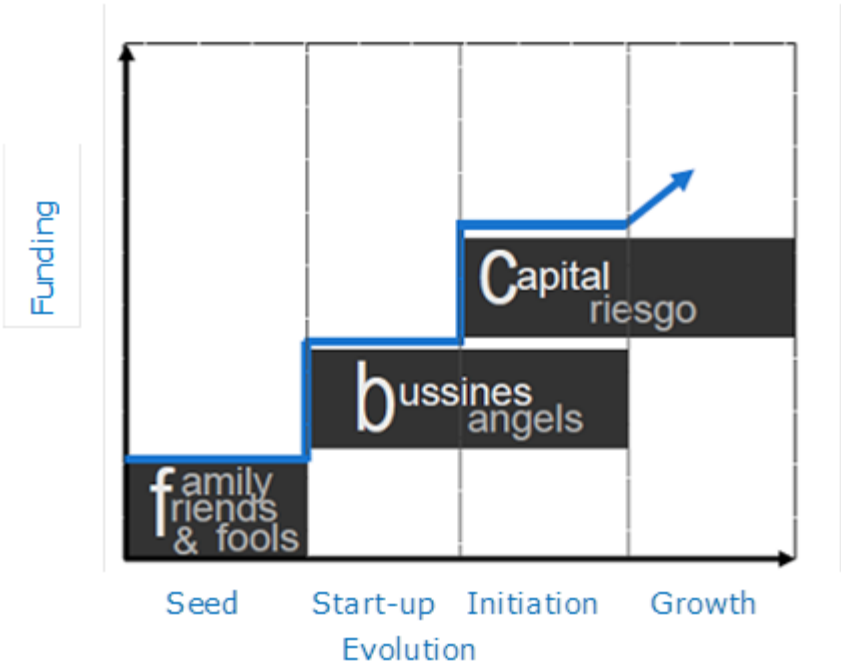 Funding
Capital
riesgo
bussines
angels
family
friends
& fools
Seed Start-up Initiation Growth
Evolution